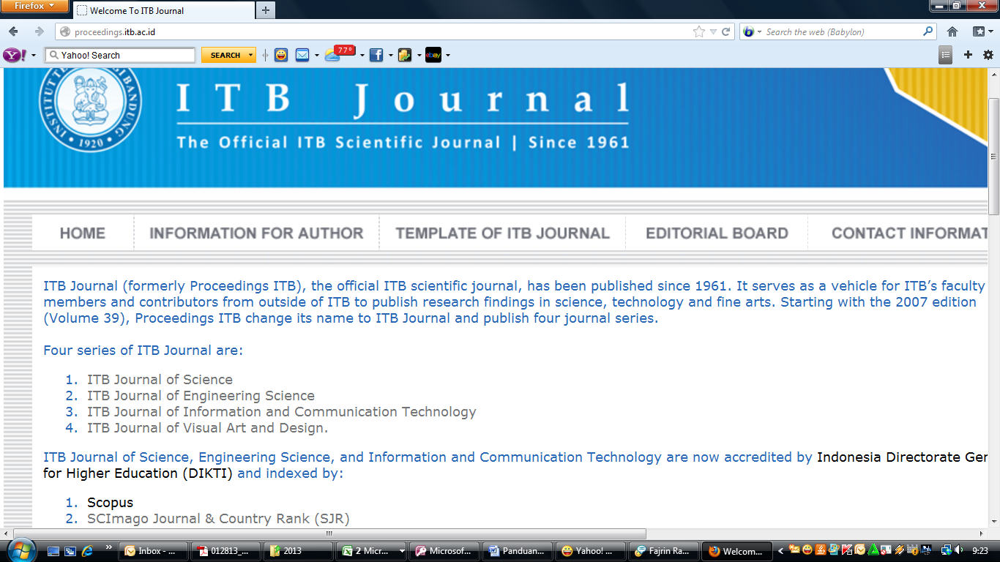 Firefox
Welcome To ITB Journal
proceedings.itb.ac.id
Search the web (Babylon)
Y!
Yahoo! Search
SEARCH
77°
ebay
BANDUNG
1920
ITB Journal
The Official ITB Scientific Journal | Since 1961
HOME
INFORMATION FOR AUTHOR
TEMPLATE OF ITB JOURNAL
EDITORIAL BOARD
CONTACT INFORMAT
ITB Journal (formerly Proceedings ITB), the official ITB scientific journal, has been published since 1961. It serves as a vehicle for ITB’s faculty
members and contributors from outside of ITB to publish research findings in science, technology and fine arts. Starting with the 2007 edition
(Volume 39), Proceedings ITB change its name to ITB Journal and publish four journal series.
Four series of ITB Journal are:
1. ITB Journal of Science
2. ITB Journal of Engineering Science
3. ITB Journal of Information and Communication Technology
4. ITB Journal of Visual Art and Design.
ITB Journal of Science, Engineering Science, and Information and Communication Technology are now accredited by Indonesia Directorate Ger
for Higher Education (DIKTI) and indexed by:
1. Scopus
2. SCImago Journal & Country Rank (SJR)
Inbox - ...
012813_...
2013
2 Micr...
Microsof...
Panduan...
Yahoo! ...
Fajrin Ra...
Welcom...
9:23